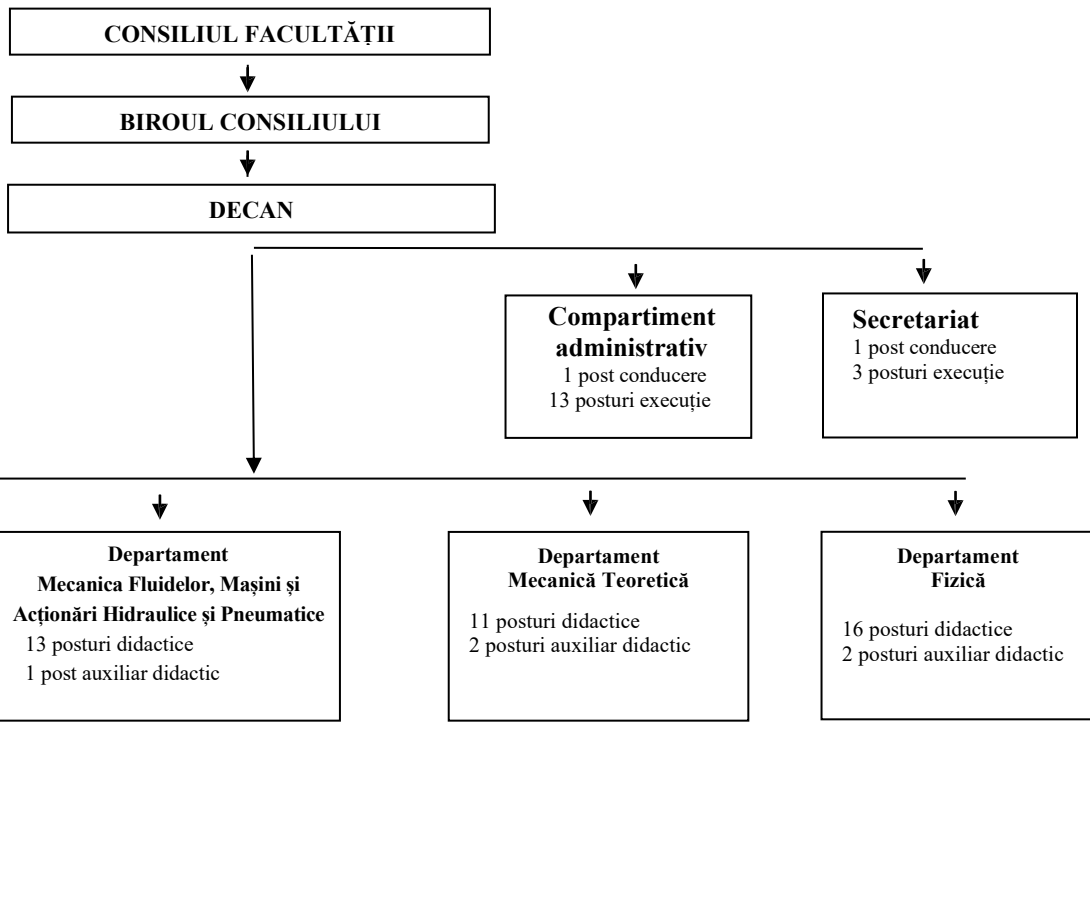 CONSILIUL FACULTĂȚII
BIROUL CONSILIULUI
DECAN
Compartiment
administrativ
1 post conducere
13 posturi execuție
Secretariat
1 post conducere
3 posturi execuție
Departament
Mecanica Fluidelor, Mașini și
Acționări Hidraulice și Pneumatice
13 posturi didactice
1 post auxiliar didactic
Departament
Mecanică Teoretică
11 posturi didactice
2 posturi auxiliar didactic
Departament
Fizică
16 posturi didactice
2 posturi auxiliar didactic